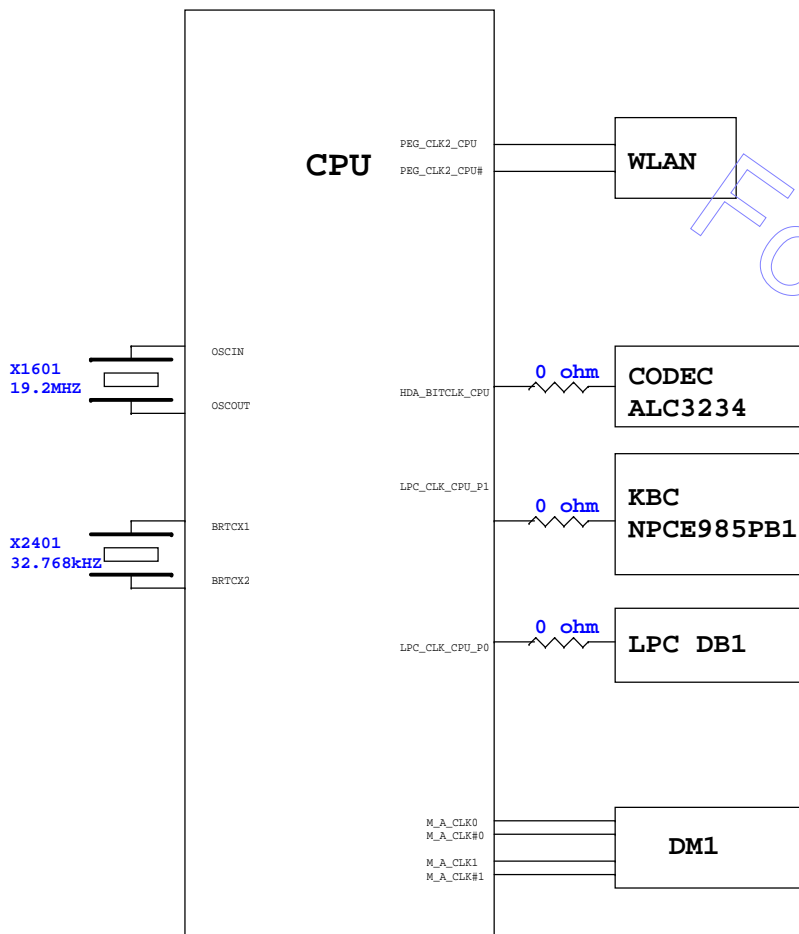 CPU
PEG_CLK2_CPU
PEG_CLK2_CPU#
WLAN
Fo
X1601
19.2MHZ
OSCIN
OSCOUT
HDA_BITCLK_CPU
0 ohm
CODEC
ALC3234
X2401
32.768kHZ
BRTCX1
BRTCX2
LPC_CLK_CPU_P1
0 ohm
KBC
NPCE985PB1
LPC_CLK_CPU_P0
0 ohm
LPC DB1
M_A_CLK0
M_A_CLK#0
M_A_CLK1
M_A_CLK#1
DM1